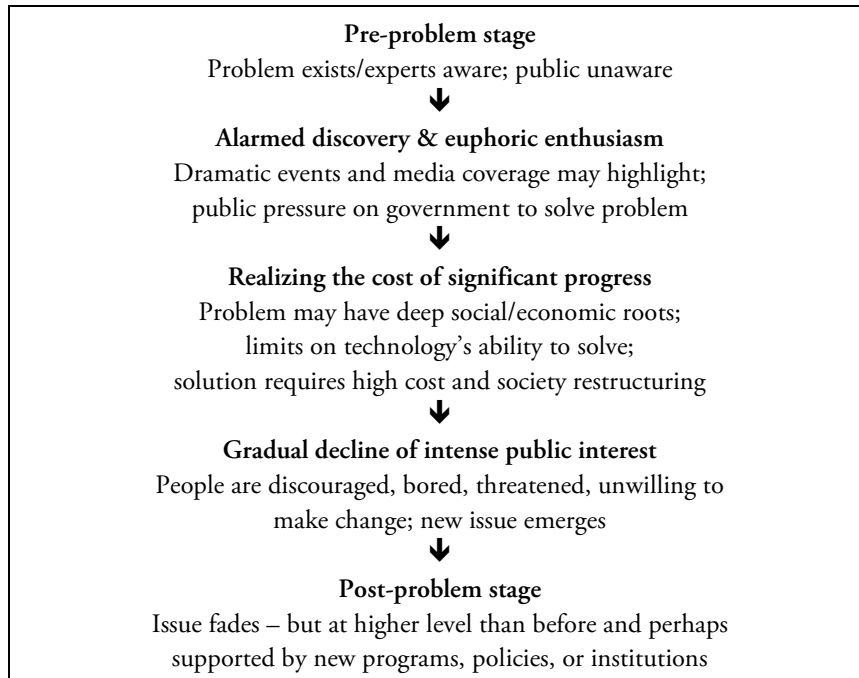 Pre-problem stage
Problem exists/experts aware; public unaware
Alarmed discovery & euphoric enthusiasm
Dramatic events and media coverage may highlight;
public pressure on government to solve problem
Realizing the cost of significant progress
Problem may have deep social/economic roots;
limits on technology’s ability to solve;
solution requires high cost and society restructuring
Gradual decline of intense public interest
People are discouraged, bored, threatened, unwilling to
make change; new issue emerges
Post-problem stage
Issue fades – but at higher level than before and perhaps
supported by new programs, policies, or institutions